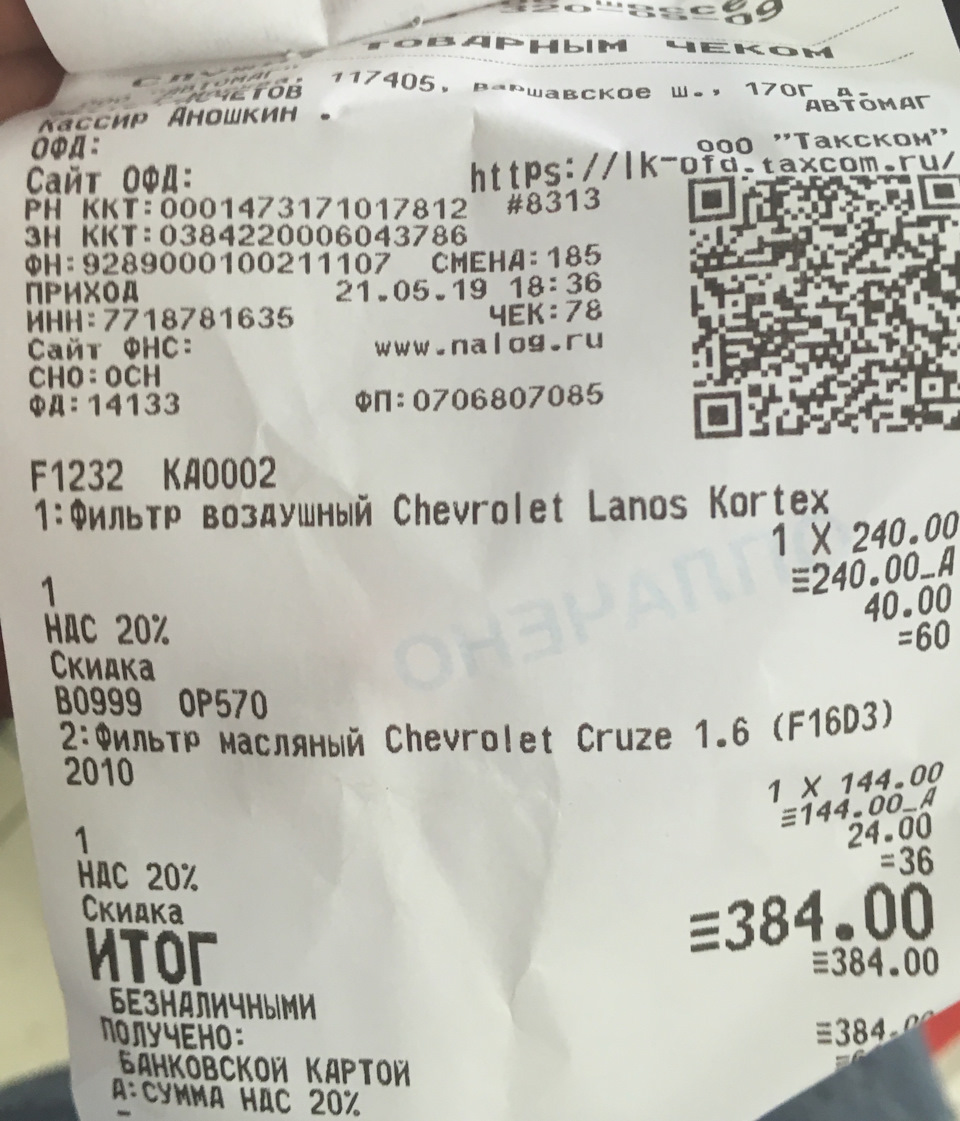 ТОВАРНЫМ ЧЕКОМ
117405, Варшавское ш., 170Г д.
РАСЧЕТОВ АВТОМАГ
Кассир Аношкин .
ОФД: ООО "Такском"
Сайт ОФД: https://lk-ofd.taxcom.ru/
РН ККТ:0001473171017812 #8313
ЗН ККТ:0384220006043786
ФН:9289000100211107 СМЕНА:185
ПРИХОД 21.05.19 18:36
ИНН:7718781635 ЧЕК:78
Сайт ФНС: www.nalog.ru
СНО:ОСН
ФД:14133 ФП:0706807085
F1232 KA0002
1:Фильтр воздушный Chevrolet Lanos Kortex
1 X 240.00
1 ≡240.00_А
НДС 20% 40.00
Скидка =60
B0999 OP570
2:Фильтр масляный Chevrolet Cruze 1.6 (F16D3)
2010
1 X 144.00
1 ≡144.00_А
НДС 20% 24.00
Скидка =36
ИТОГ ≡384.00
БЕЗНАЛИЧНЫМИ ≡384.00
ПОЛУЧЕНО:
БАНКОВСКОЙ КАРТОЙ ≡384.00
А:СУММА НДС 20%
ОПЛАЧЕНО